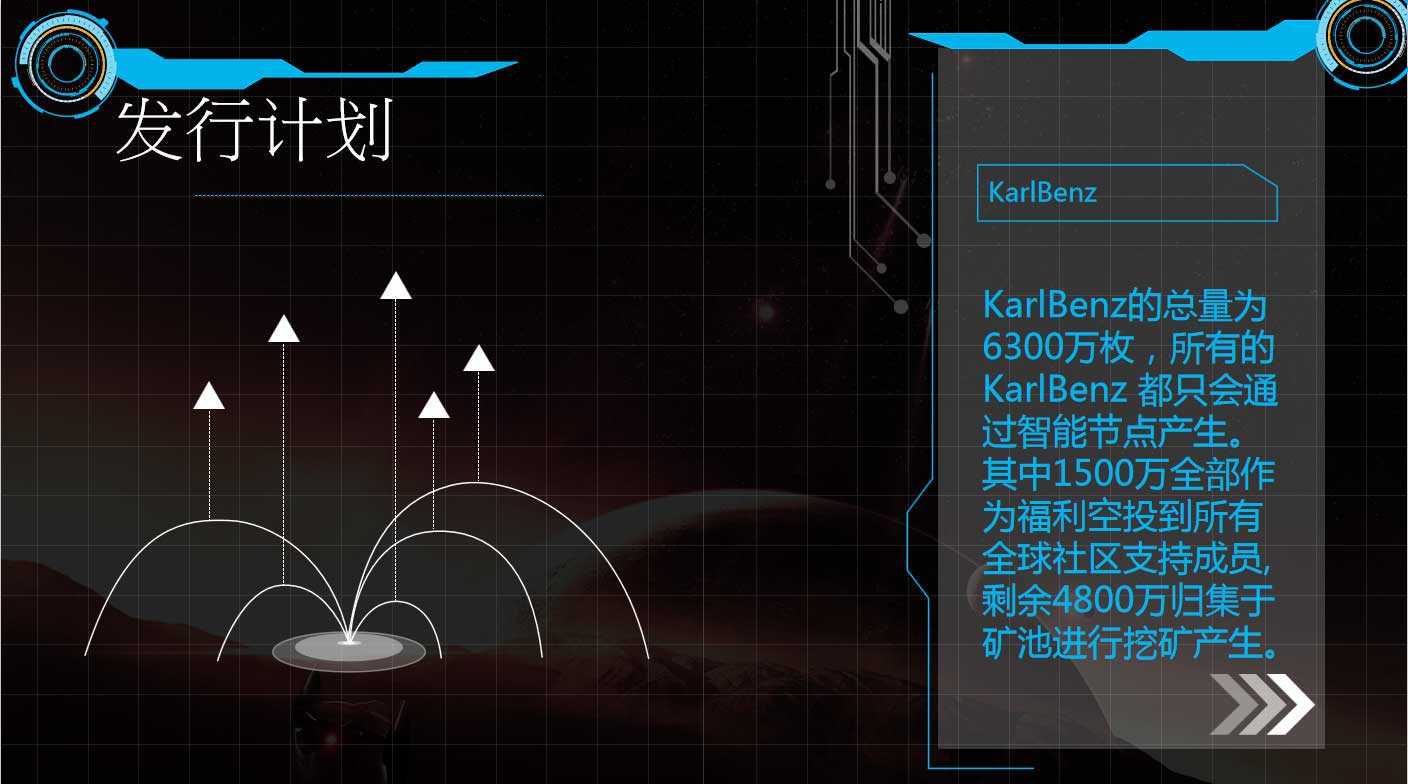 发行计划
KarlBenz
KarlBenz的总量为
6300万枚，所有的
KarlBenz 都只会通
过智能节点产生。
其中1500万全部作
为福利空投到所有
全球社区支持成员,
剩余4800万归集于
矿池进行挖矿产生。